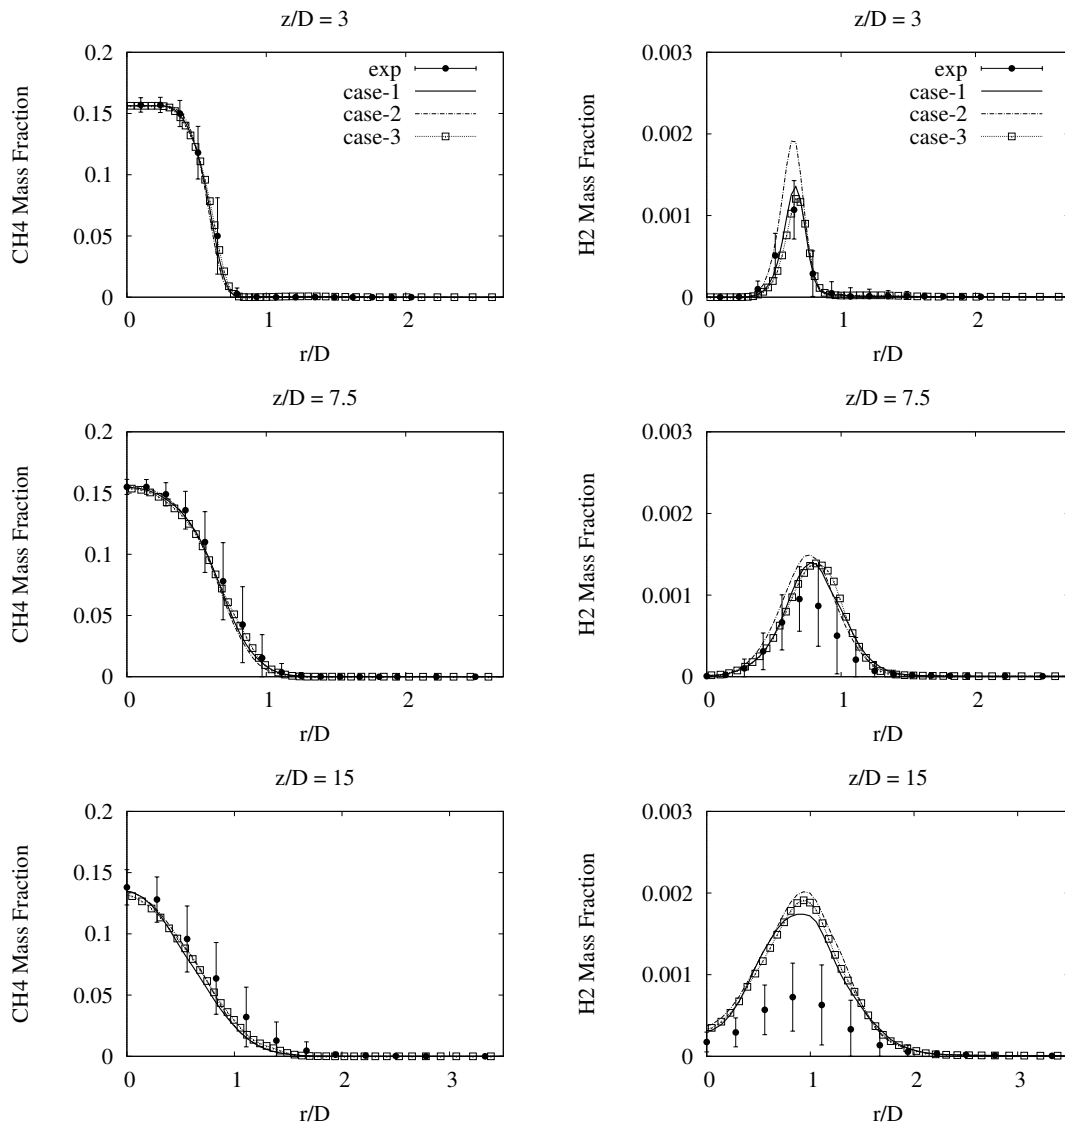 z/D = 3
CH4 Mass Fraction
0.2
0.15
0.1
0.05
0
exp
case-1
case-2
case-3
0
1
2
r/D
z/D = 3
H2 Mass Fraction
0.003
0.002
0.001
0
exp
case-1
case-2
case-3
0
1
2
r/D
z/D = 7.5
CH4 Mass Fraction
0.2
0.15
0.1
0.05
0
0
1
2
r/D
z/D = 7.5
H2 Mass Fraction
0.003
0.002
0.001
0
0
1
2
r/D
z/D = 15
CH4 Mass Fraction
0.2
0.15
0.1
0.05
0
0
1
2
3
r/D
z/D = 15
H2 Mass Fraction
0.003
0.002
0.001
0
0
1
2
3
r/D